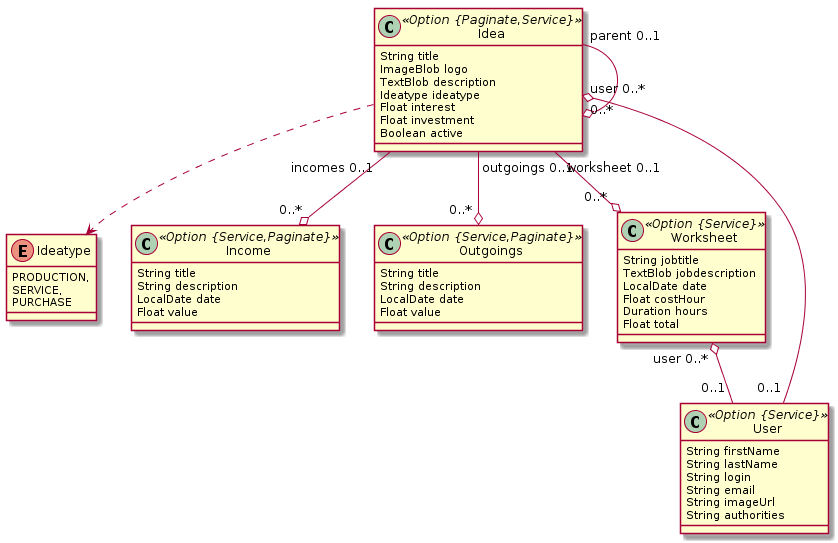 C «Option {Paginate,Service}»
Idea
String title
ImageBlob logo
TextBlob description
Ideatype ideatype
Float interest
Float investment
Boolean active
parent 0..1
user 0..*
0..*
incomes 0..1
outgoings 0..1
worksheet 0..1
0..*
0..*
0..*
E Ideatype
PRODUCTION,
SERVICE,
PURCHASE
C «Option {Service,Paginate}»
Income
String title
String description
LocalDate date
Float value
C «Option {Service,Paginate}»
Outgoings
String title
String description
LocalDate date
Float value
C «Option {Service}»
Worksheet
String jobtitle
TextBlob jobdescription
LocalDate date
Float costHour
Duration hours
Float total
user 0..*
0..1
0..1
C «Option {Service}»
User
String firstName
String lastName
String login
String email
String imageUrl
String authorities